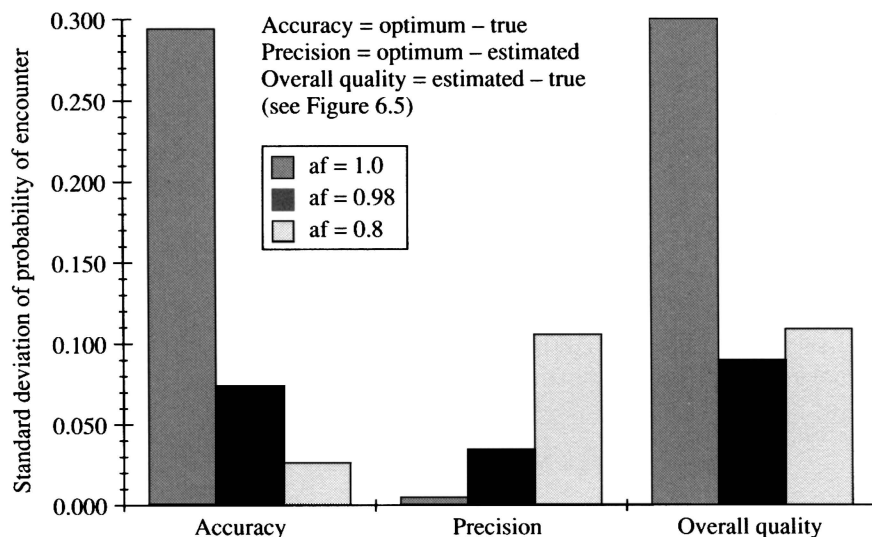 Accuracy = optimum – true
Precision = optimum – estimated
Overall quality = estimated – true
(see Figure 6.5)
af = 1.0
af = 0.98
af = 0.8
Standard deviation of probability of encounter
0.300
0.250
0.200
0.150
0.100
0.050
0.000
Accuracy
Precision
Overall quality